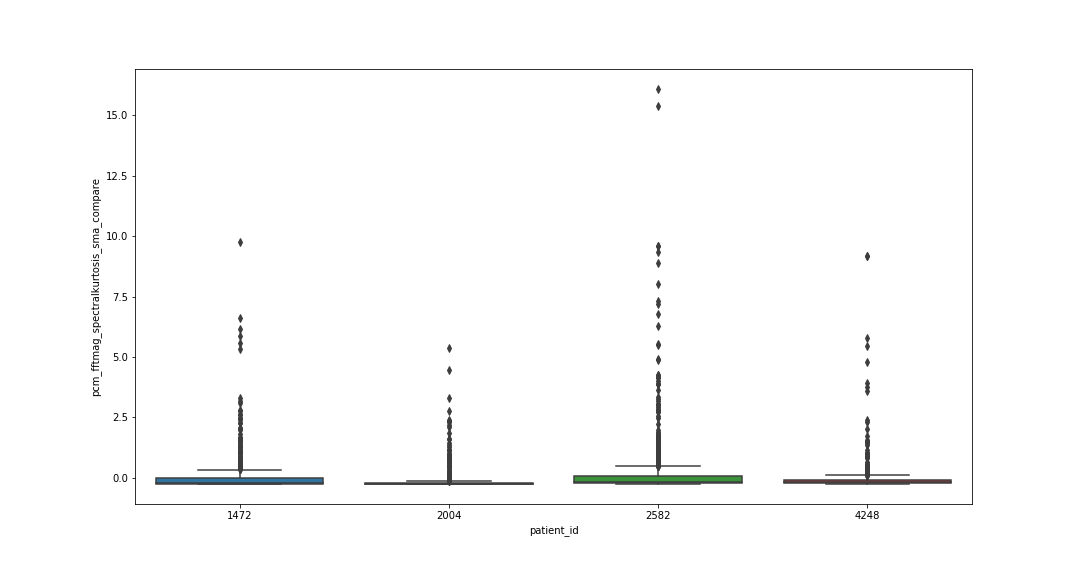 15.0
12.5
10.0
7.5
5.0
2.5
0.0
pcm_fftmag_spectralkurtosis_sma_compare
1472 2004 2582 4248
patient_id